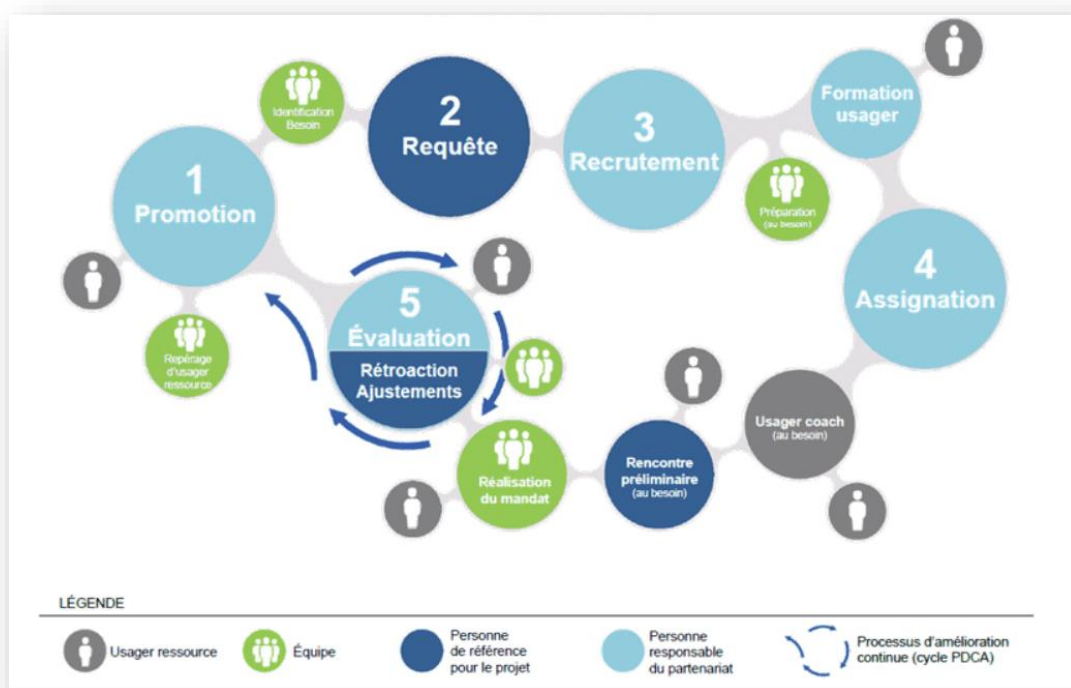 1
Promotion
Identification
Besoin
2
Requête
3
Recrutement
Formation
usager
Préparation
(au besoin)
4
Assignation
Repérage
d'usager
ressource
5
Évaluation
Rétroaction
Ajustements
Usager coach
(au besoin)
Rencontre
préliminaire
(au besoin)
Réalisation
du mandat
LÉGENDE
Usager ressource
Équipe
Personne
de référence
pour le projet
Personne
responsable
du partenariat
Processus d'amélioration
continue (cycle PDCA)